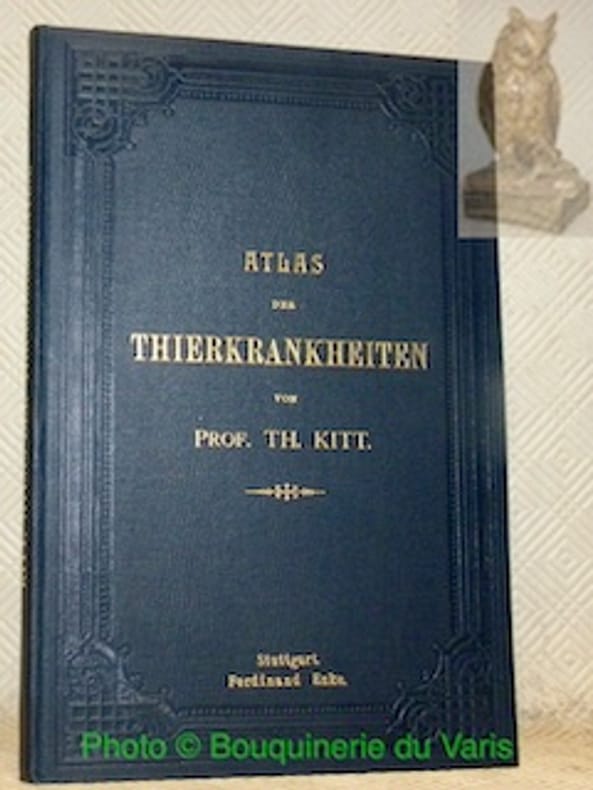 ATLAS
DER
THIERKRANKHEITEN
VON
PROF. TH. KITT.
Stuttgart
Ferdinand Enke.
Photo © Bouquinerie du Varis